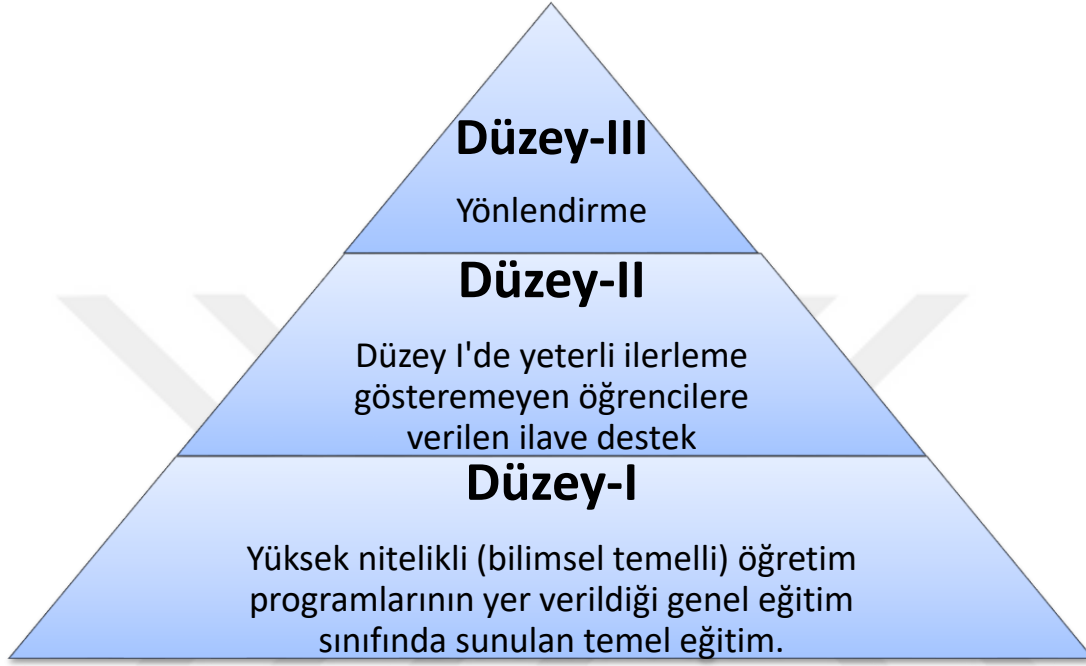 Düzey-III
Yönlendirme
Düzey-II
Düzey I'de yeterli ilerleme
gösteremeyen öğrencilere
verilen ilave destek
Düzey-I
Yüksek nitelikli (bilimsel temelli) öğretim
programlarının yer verildiği genel eğitim
sınıfında sunulan temel eğitim.